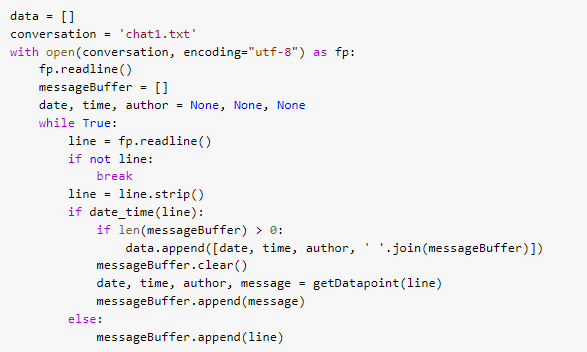 data = []
conversation = 'chat1.txt'
with open(conversation, encoding="utf-8") as fp:
    fp.readline()
    messageBuffer = []
    date, time, author = None, None, None
    while True:
        line = fp.readline()
        if not line:
            break
        line = line.strip()
        if date_time(line):
            if len(messageBuffer) > 0:
                data.append([date, time, author, ' '.join(messageBuffer)])
            messageBuffer.clear()
            date, time, author, message = getDatapoint(line)
            messageBuffer.append(message)
        else:
            messageBuffer.append(line)